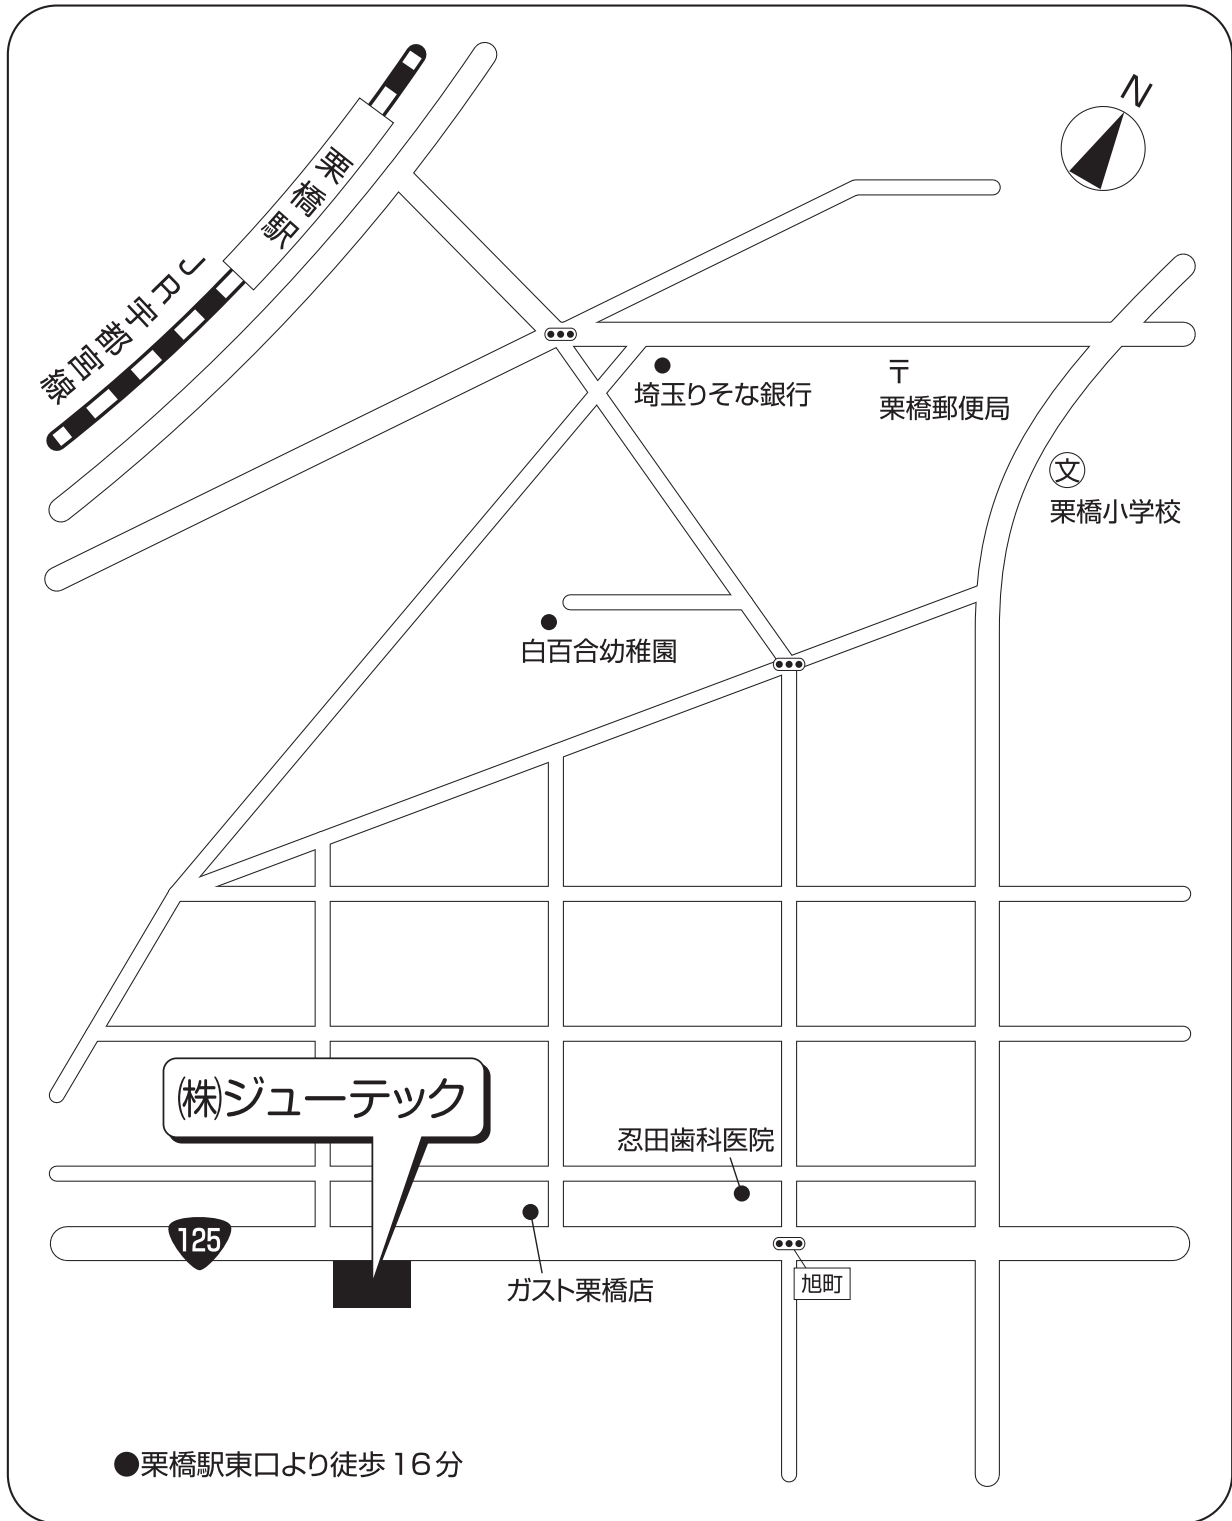 N
栗橋駅
JR宇都宮線
埼玉りそな銀行
〒
栗橋郵便局
文
栗橋小学校
白百合幼稚園
㈱ジューテック
忍田歯科医院
125
ガスト栗橋店
旭町
●栗橋駅東口より徒歩16分